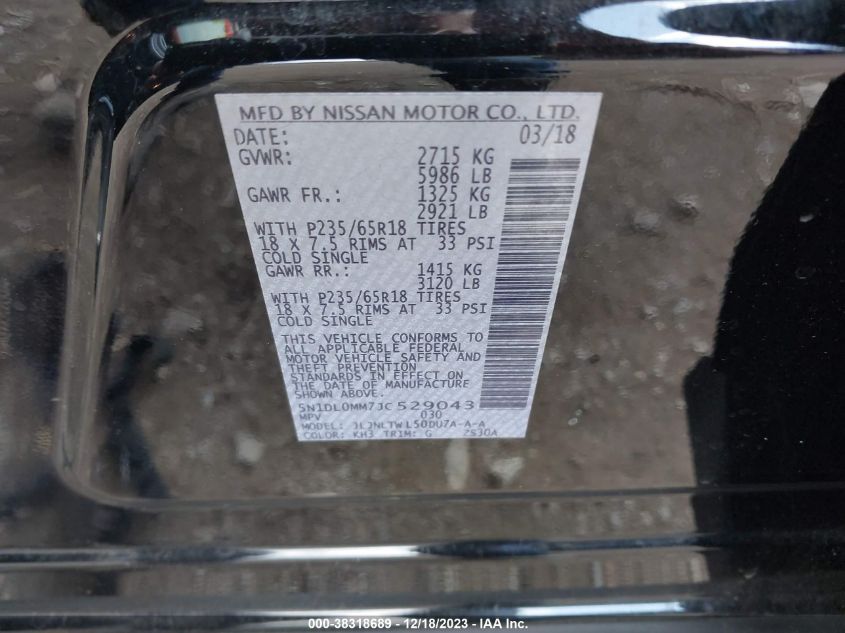 MFD BY NISSAN MOTOR CO., LTD.
DATE: 03/18
GVWR: 2715 KG
5986 LB
GAWR FR.: 1325 KG
2921 LB
WITH P235/65R18 TIRES
18 X 7.5 RIMS AT 33 PSI
COLD SINGLE
GAWR RR.: 1415 KG
3120 LB
WITH P235/65R18 TIRES
18 X 7.5 RIMS AT 33 PSI
COLD SINGLE
THIS VEHICLE CONFORMS TO
ALL APPLICABLE FEDERAL
MOTOR VEHICLE SAFETY AND
THEFT PREVENTION
STANDARDS IN EFFECT ON
THE DATE OF MANUFACTURE
SHOWN ABOVE.
5N1DL0MM7JC529043
MPV 030
MODEL: JL2NLTWL50DU7A-A-A
COLOR: KH3 TRIM: G ZS30A
000-38318689 - 12/18/2023 - IAA Inc.